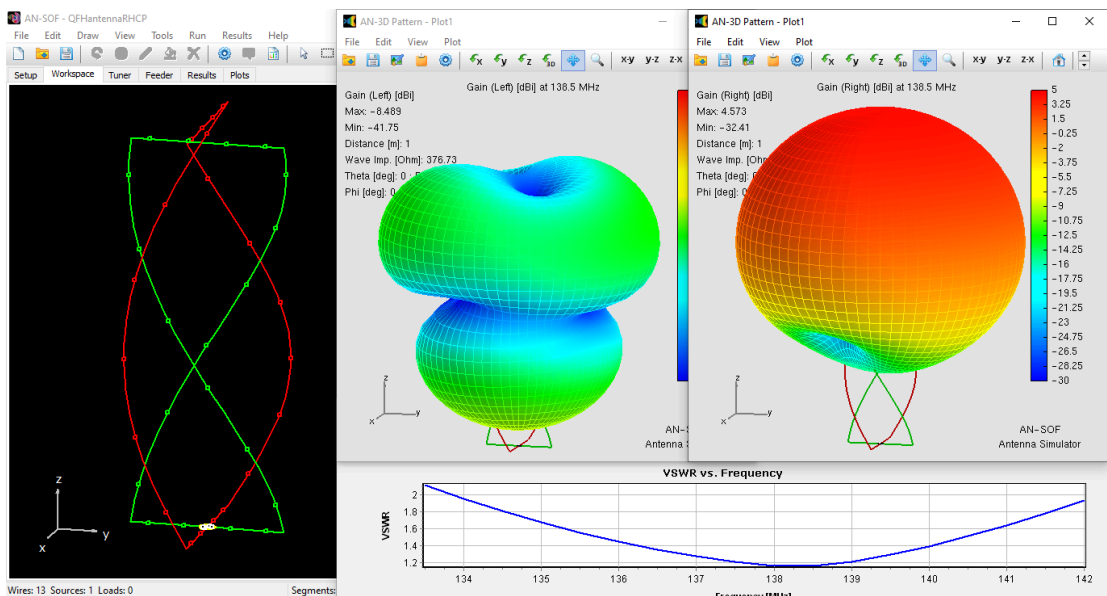 AN-SOF - QFHantennaRHCP
File Edit Draw View Tools Run Results Help
Setup Workspace Tuner Feeder Results Plots
z
y
x
Wires: 13 Sources: 1 Loads: 0
Segments:
AN-3D Pattern - Plot1
File Edit View Plot
x y z 3D x-y y-z z-x
Gain (Left) [dBi] at 138.5 MHz
Gain (Left) [dBi]
Max: -8.489
Min: -41.75
Distance [m]: 1
Wave Imp. [Ohm]: 376.73
Theta [deg]: 0 :
Phi [deg]: 0
z
x
y
AN-S
Antenna
AN-3D Pattern - Plot1
File Edit View Plot
x y z 3D x-y y-z z-x
Gain (Right) [dBi] at 138.5 MHz
Gain (Right) [dBi]
Max: 4.573
Min: -32.41
Distance [m]: 1
Wave Imp. [Oh
Theta [deg]: 0
Phi [deg]: 0
5
3.25
1.5
-0.25
-2
-3.75
-5.5
-7.25
-9
-10.75
-12.5
-14.25
-16
-17.75
-19.5
-21.25
-23
-24.75
-26.5
-28.25
-30
z
x
y
AN-SOF
Antenna Simulator
VSWR vs. Frequency
VSWR
2
1.8
1.6
1.4
1.2
134 135 136 137 138 139 140 141 142
Frequency [MHz]